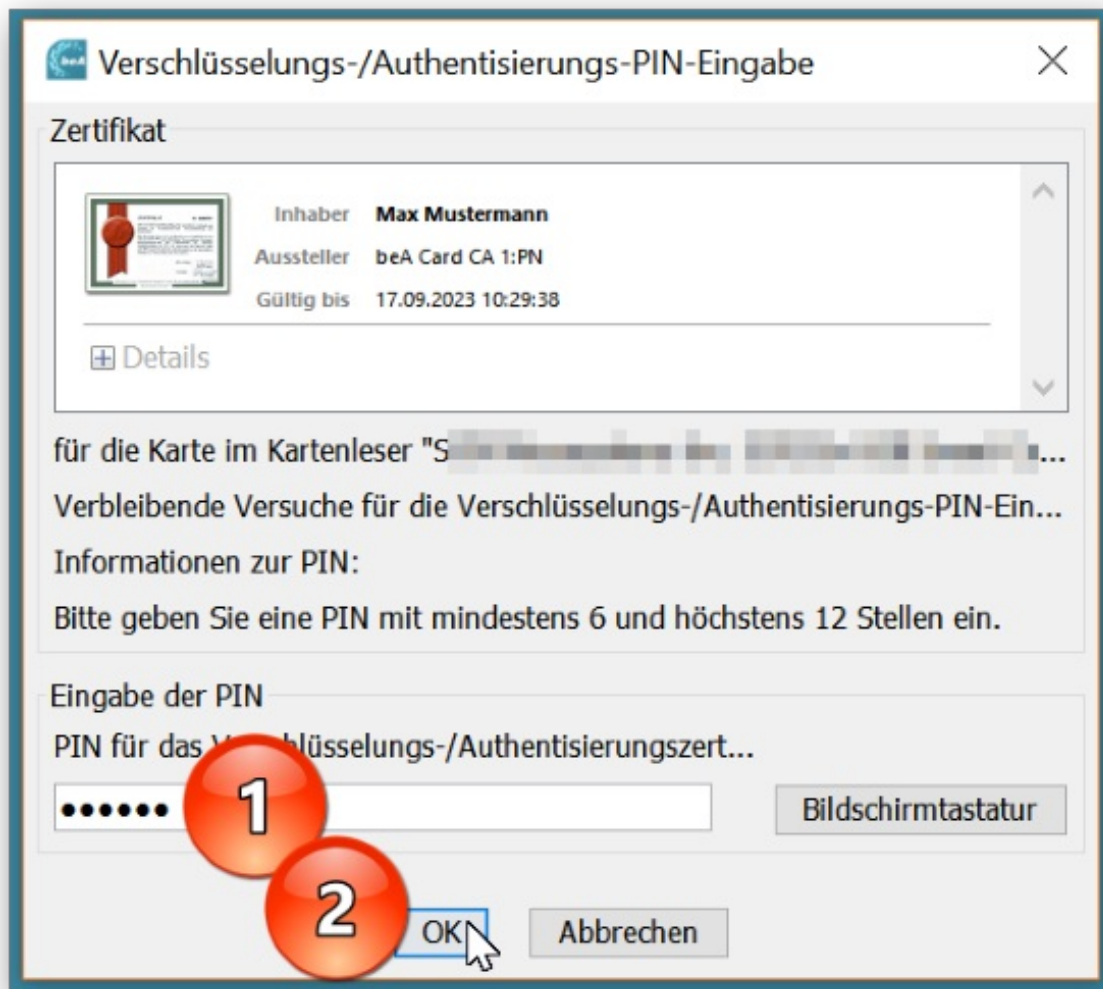 beA Verschlüsselungs-/Authentisierungs-PIN-Eingabe
Zertifikat
Inhaber Max Mustermann
Aussteller beA Card CA 1:PN
Gültig bis 17.09.2023 10:29:38
Details
für die Karte im Kartenleser "S ...
Verbleibende Versuche für die Verschlüsselungs-/Authentisierungs-PIN-Ein...
Informationen zur PIN:
Bitte geben Sie eine PIN mit mindestens 6 und höchstens 12 Stellen ein.
Eingabe der PIN
PIN für das V hlüsselungs-/Authentisierungszert...
•••••• 1
Bildschirmtastatur
2
OK Abbrechen